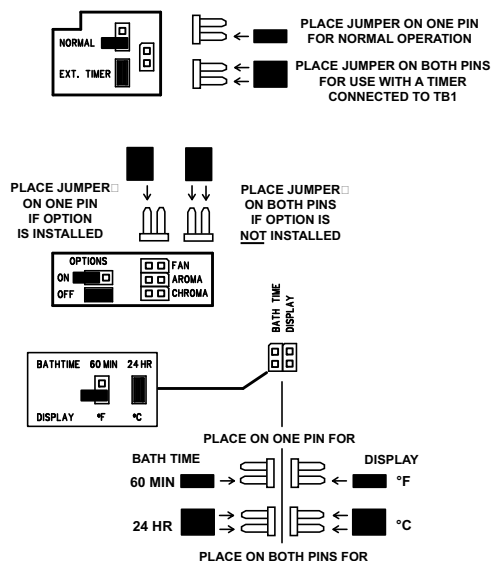 NORMAL
EXT. TIMER
PLACE JUMPER ON ONE PIN
FOR NORMAL OPERATION
PLACE JUMPER ON BOTH PINS
FOR USE WITH A TIMER
CONNECTED TO TB1
PLACE JUMPER□
ON ONE PIN
IF OPTION
IS INSTALLED
PLACE JUMPER□
ON BOTH PINS
IF OPTION IS
NOT INSTALLED
OPTIONS
ON
OFF
FAN
AROMA
CHROMA
BATH TIME
DISPLAY
BATHTIME 60 MIN 24 HR
DISPLAY °F °C
PLACE ON ONE PIN FOR
BATH TIME
DISPLAY
60 MIN
°F
24 HR
°C
PLACE ON BOTH PINS FOR